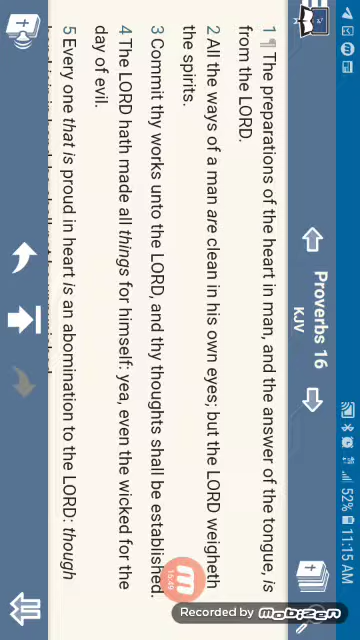 52% 11:15 AM
Proverbs 16
KJV
1 ¶ The preparations of the heart in man, and the answer of the tongue, is
from the LORD.
2 All the ways of a man are clean in his own eyes; but the LORD weigheth
the spirits.
3 Commit thy works unto the LORD, and thy thoughts shall be established.
4 The LORD hath made all things for himself: yea, even the wicked for the
day of evil.
5 Every one that is proud in heart is an abomination to the LORD: though
16:49
Recorded by mobizen